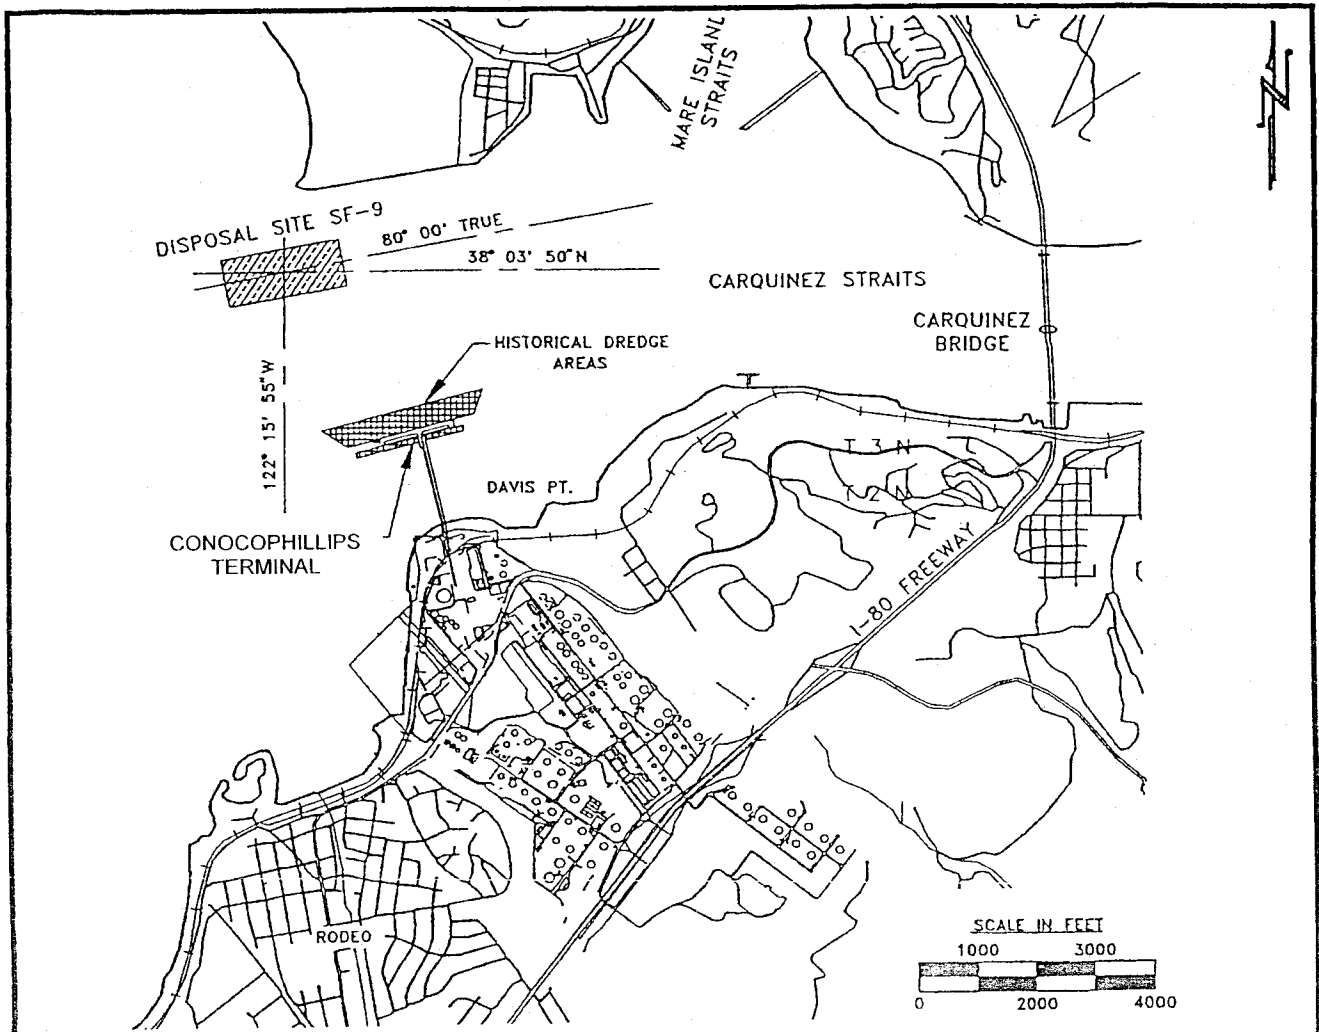 MARE ISLAND
STRAITS
DISPOSAL SITE SF-9
80° 00' TRUE
38° 03' 50"N
CARQUINEZ STRAITS
CARQUINEZ
BRIDGE
HISTORICAL DREDGE
AREAS
122° 15' 55"W
T 3 N
T 2 N
DAVIS PT.
CONOCOPHILLIPS
TERMINAL
I-80 FREEWAY
RODEO
SCALE IN FEET
1000 3000
0 2000 4000